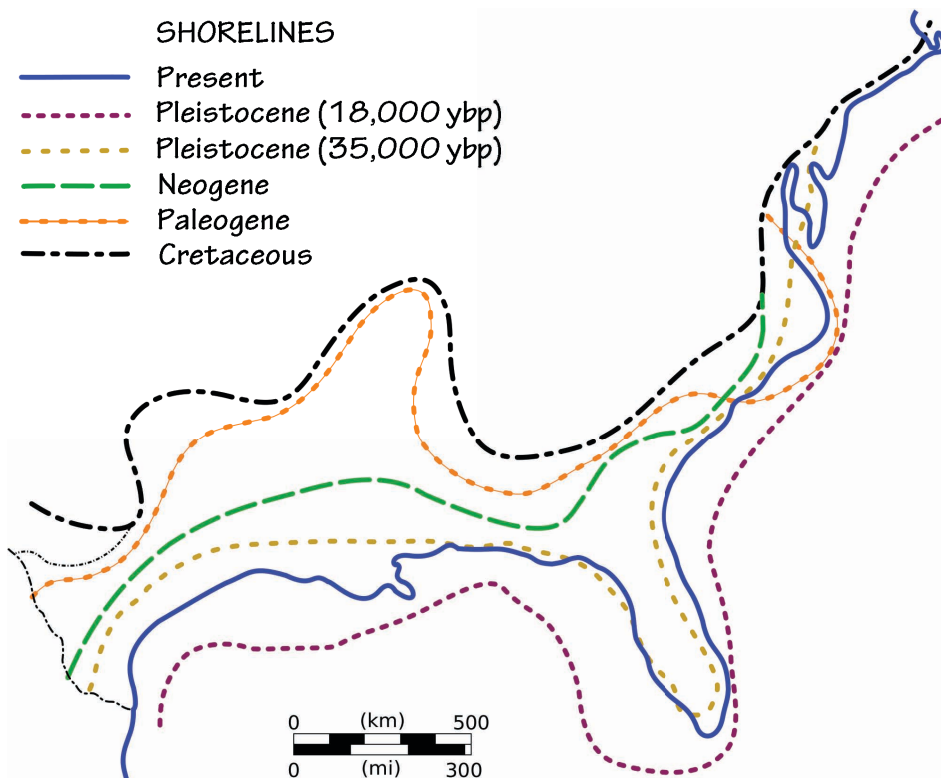 SHORELINES
Present
Pleistocene (18,000 ybp)
Pleistocene (35,000 ybp)
Neogene
Paleogene
Cretaceous
0 (km) 500
0 (mi) 300